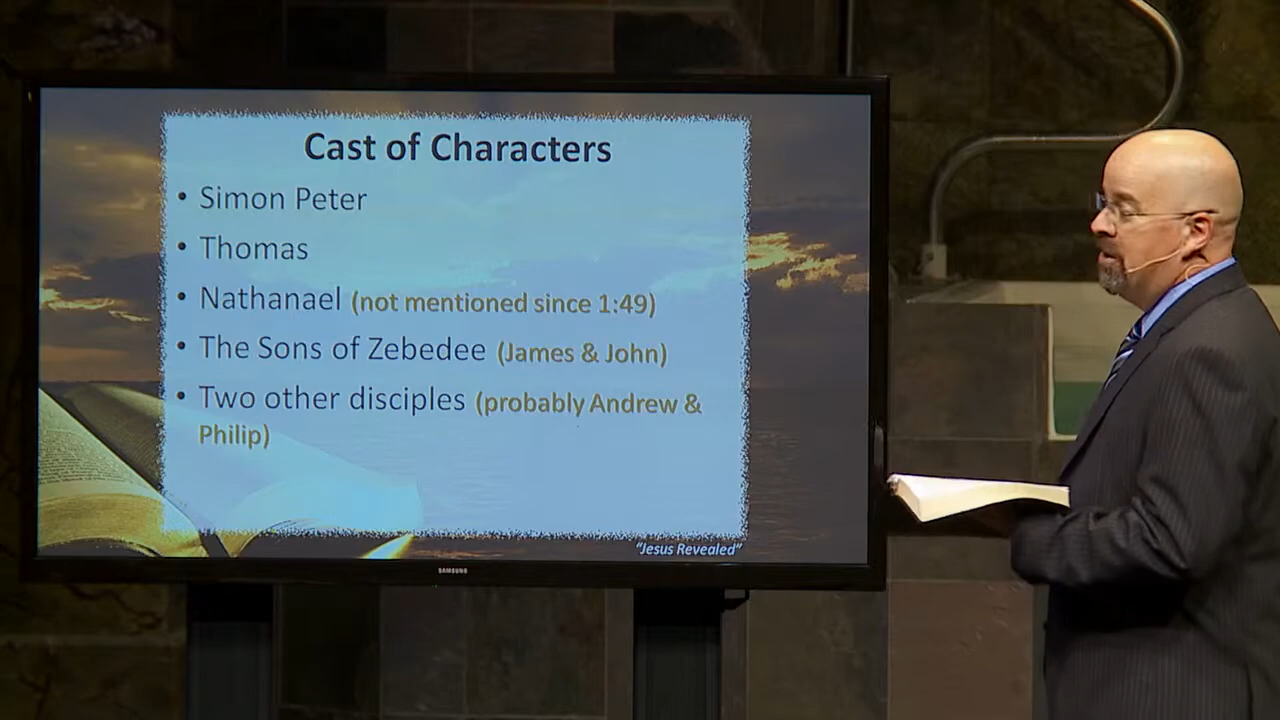 Cast of Characters
• Simon Peter
• Thomas
• Nathanael (not mentioned since 1:49)
• The Sons of Zebedee (James & John)
• Two other disciples (probably Andrew &
Philip)
"Jesus Revealed"
SAMSUNG